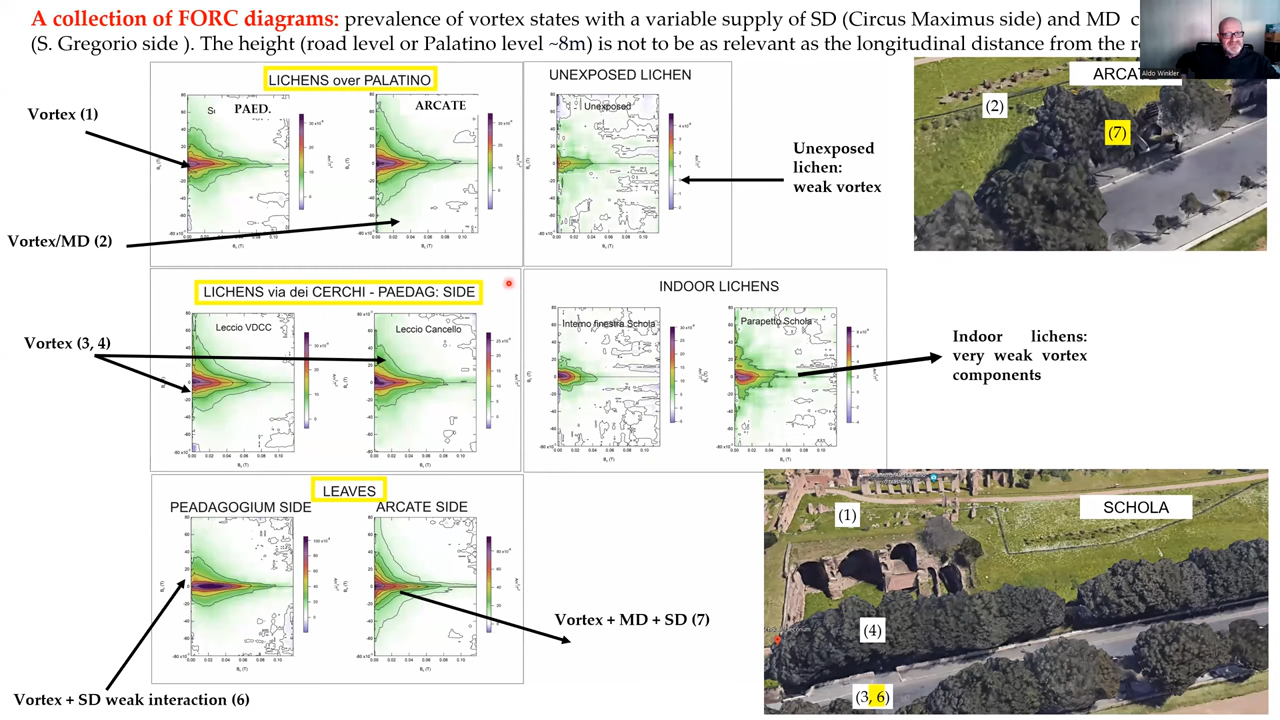 A collection of FORC diagrams: prevalence of vortex states with a variable supply of SD (Circus Maximus side) and MD
(S. Gregorio side ). The height (road level or Palatino level ~8m) is not to be as relevant as the longitudinal distance from the
Aldo Winkler
LICHENS over PALATINO
UNEXPOSED LICHEN
PAED.
ARCATE
Unexposed
Vortex (1)
Vortex/MD (2)
Unexposed
lichen:
weak vortex
(2)
(7)
LICHENS via dei CERCHI - PAEDAG: SIDE
INDOOR LICHENS
Leccio VDCC
Leccio Cancello
Interno finestra Schola
Parapetto Schola
Vortex (3, 4)
Indoor lichens:
very weak vortex
components
LEAVES
PEADAGOGIUM SIDE
ARCATE SIDE
Vortex + MD + SD (7)
Vortex + SD weak interaction (6)
SCHOLA
(1)
(4)
(3, 6)